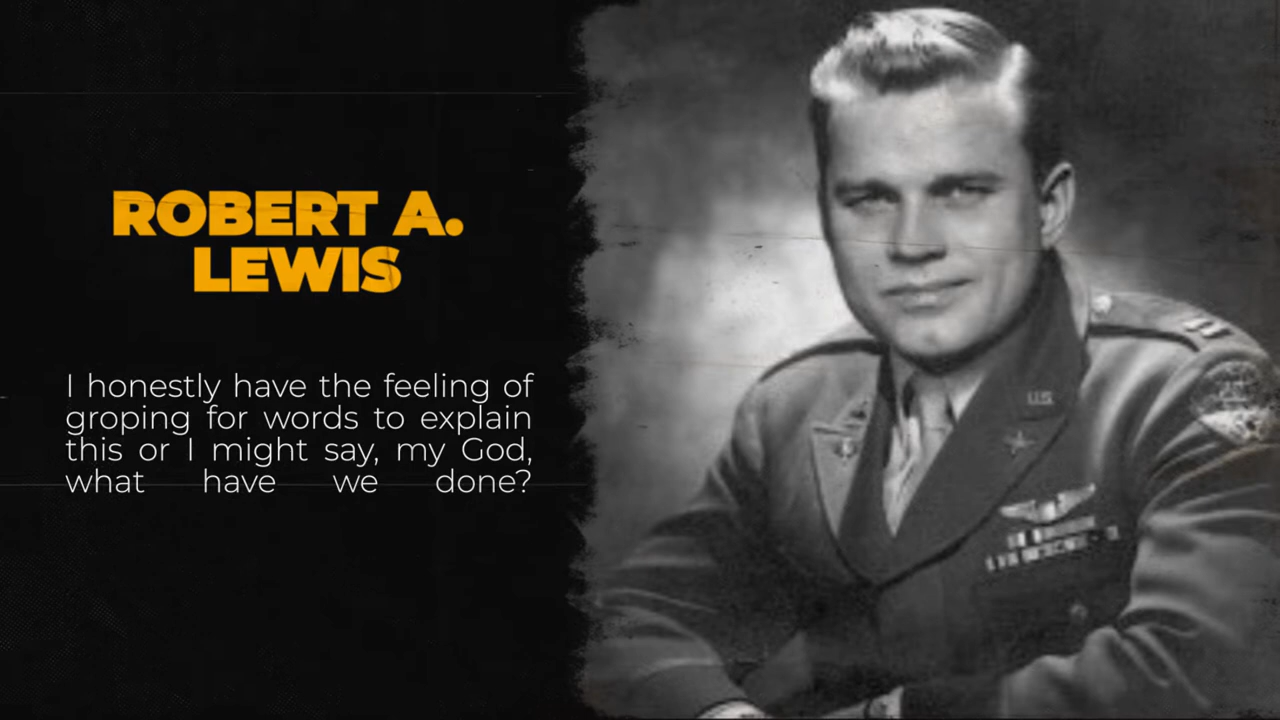 ROBERT A.
LEWIS
I honestly have the feeling of
groping for words to explain
this or I might say, my God,
what have we done?
U.S.